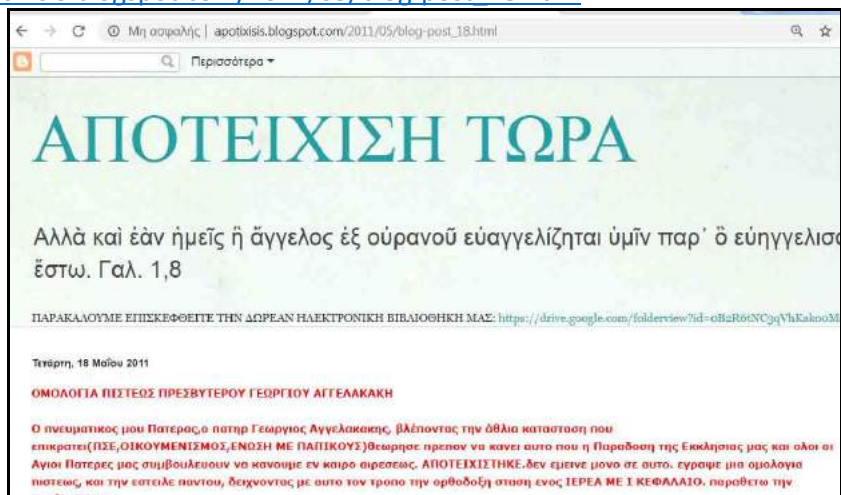 Μη ασφαλής | apotixisis.blogspot.com/2011/05/blog-post_18.html
Περισσότερα
ΑΠΟΤΕΙΧΙΣΗ ΤΩΡΑ
Αλλὰ καὶ ἐὰν ἡμεῖς ἢ ἄγγελος ἐξ οὐρανοῦ εὐαγγελίζηται ὑμῖν παρ᾽ ὃ εὐηγγελισ
ἔστω. Γαλ. 1,8
ΠΑΡΑΚΑΛΟΥΜΕ ΕΠΙΣΚΕΦΘΕΙΤΕ ΤΗΝ ΔΩΡΕΑΝ ΗΛΕΚΤΡΟΝΙΚΗ ΒΙΒΛΙΟΘΗΚΗ ΜΑΣ: https://drive.google.com/folderview?id=0B2R6tNC3qVhKak00M
Τετάρτη, 18 Μαΐου 2011
ΟΜΟΛΟΓΙΑ ΠΙΣΤΕΩΣ ΠΡΕΣΒΥΤΕΡΟΥ ΓΕΩΡΓΙΟΥ ΑΓΓΕΛΑΚΑΚΗ
Ο πνευματικος μου Πατερας,ο πατηρ Γεωργιος Αγγελακακης, βλέποντας την άθλια κατασταση που
επικρατει(ΠΣΕ,ΟΙΚΟΥΜΕΝΙΣΜΟΣ,ΕΝΩΣΗ ΜΕ ΠΑΠΙΚΟΥΣ)θεωρησε πρεπον να κανει αυτο που η Παραδοση της Εκκλησιας μας και ολοι οι
Αγιοι Πατερες μας συμβουλευουν να κανουμε εν καιρο αιρεσεως. ΑΠΟΤΕΙΧΙΣΤΗΚΕ.δεν εμεινε μονο σε αυτο. εγραψε μια ομολογια
πιστεως, και την εστειλε παντου, δειχνοντας με αυτο τον τροπο την ορθοδοξη σταση ενος ΙΕΡΕΑ ΜΕ Ι ΚΕΦΑΛΑΙΟ. παραθετω την